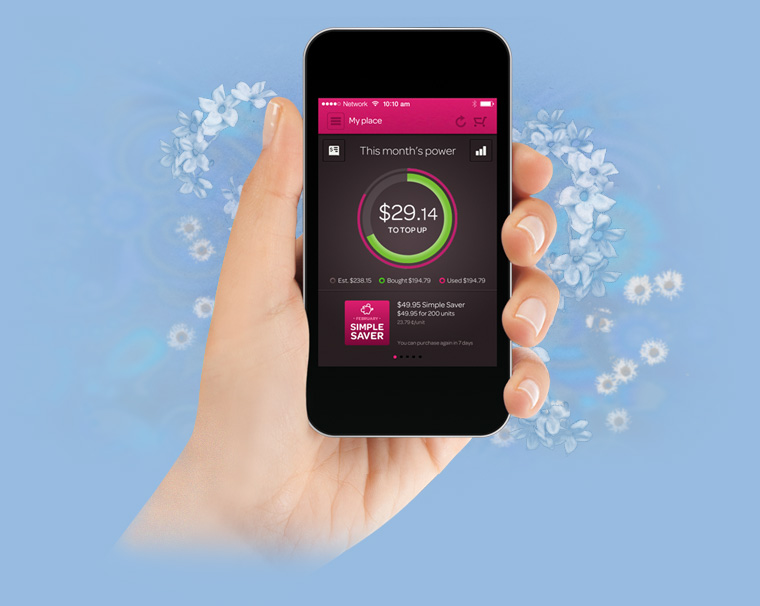 Network 10:10 am
My place
This month's power
$29.14
TO TOP UP
Est. $238.15 Bought $194.79 Used $194.79
$49.95 Simple Saver
$49.95 for 200 units
23.79 ¢/unit
• FEBRUARY •
SIMPLE
SAVER
You can purchase again in 7 days